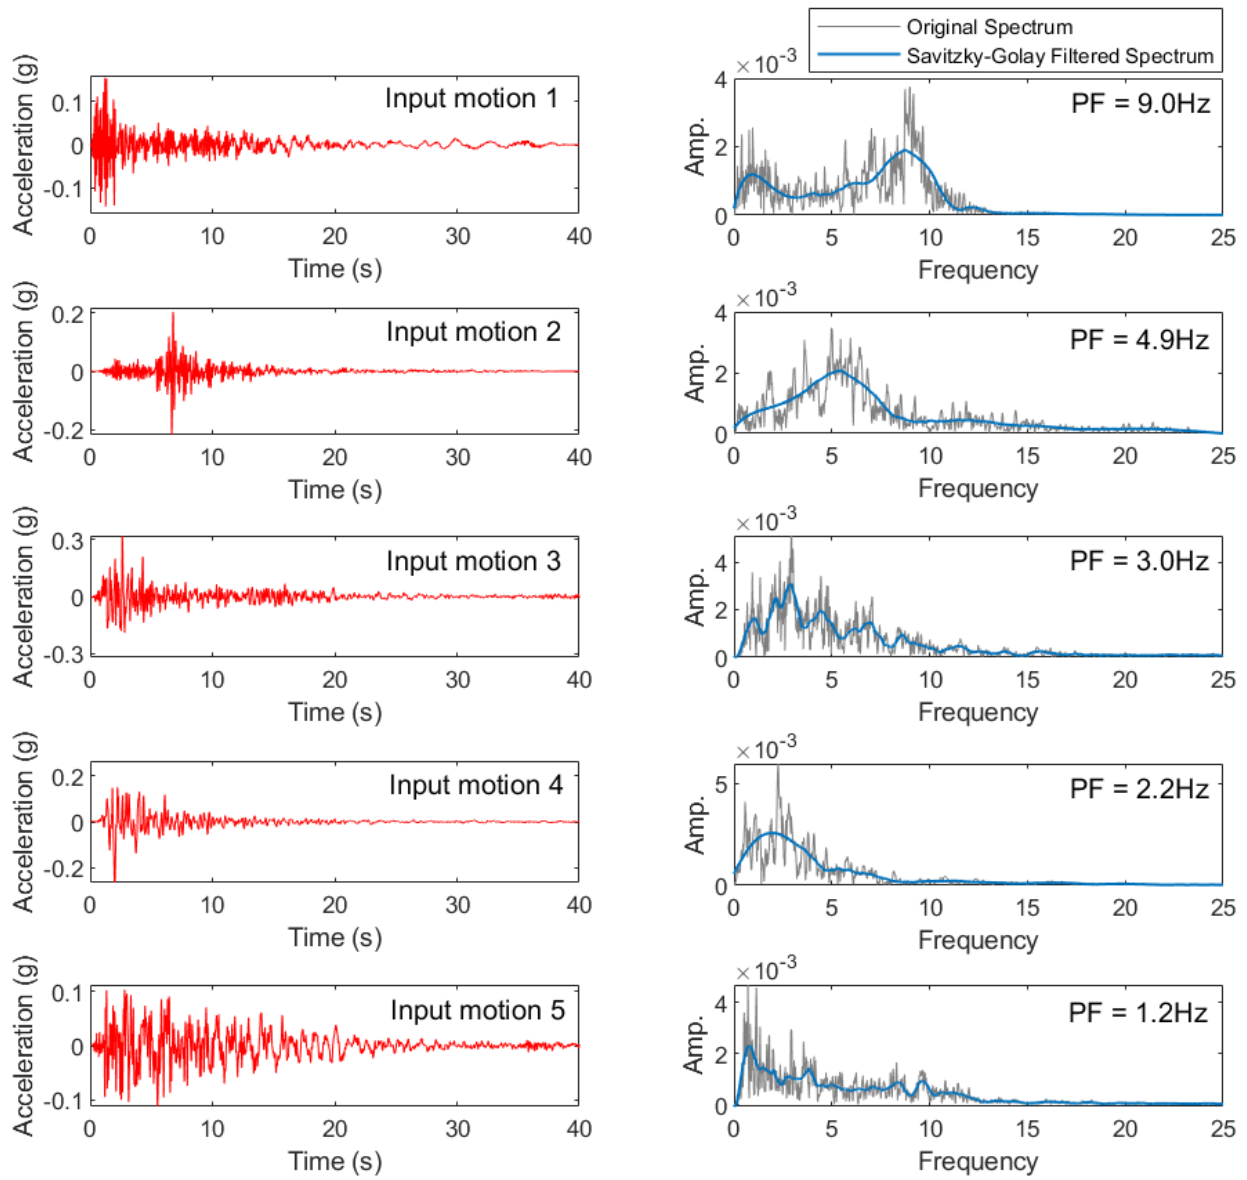 Original Spectrum
Savitzky-Golay Filtered Spectrum
Acceleration (g)
0.1
0
-0.1
Input motion 1
0 10 20 30 40
Time (s)
×10-3
Amp.
4
2
0
PF = 9.0Hz
0 5 10 15 20 25
Frequency
Acceleration (g)
0.2
0
-0.2
Input motion 2
0 10 20 30 40
Time (s)
×10-3
Amp.
4
2
0
PF = 4.9Hz
0 5 10 15 20 25
Frequency
Acceleration (g)
0.3
0
-0.3
Input motion 3
0 10 20 30 40
Time (s)
×10-3
Amp.
4
2
0
PF = 3.0Hz
0 5 10 15 20 25
Frequency
Acceleration (g)
0.2
0
-0.2
Input motion 4
0 10 20 30 40
Time (s)
×10-3
Amp.
5
0
PF = 2.2Hz
0 5 10 15 20 25
Frequency
Acceleration (g)
0.1
0
-0.1
Input motion 5
0 10 20 30 40
Time (s)
×10-3
Amp.
4
2
0
PF = 1.2Hz
0 5 10 15 20 25
Frequency